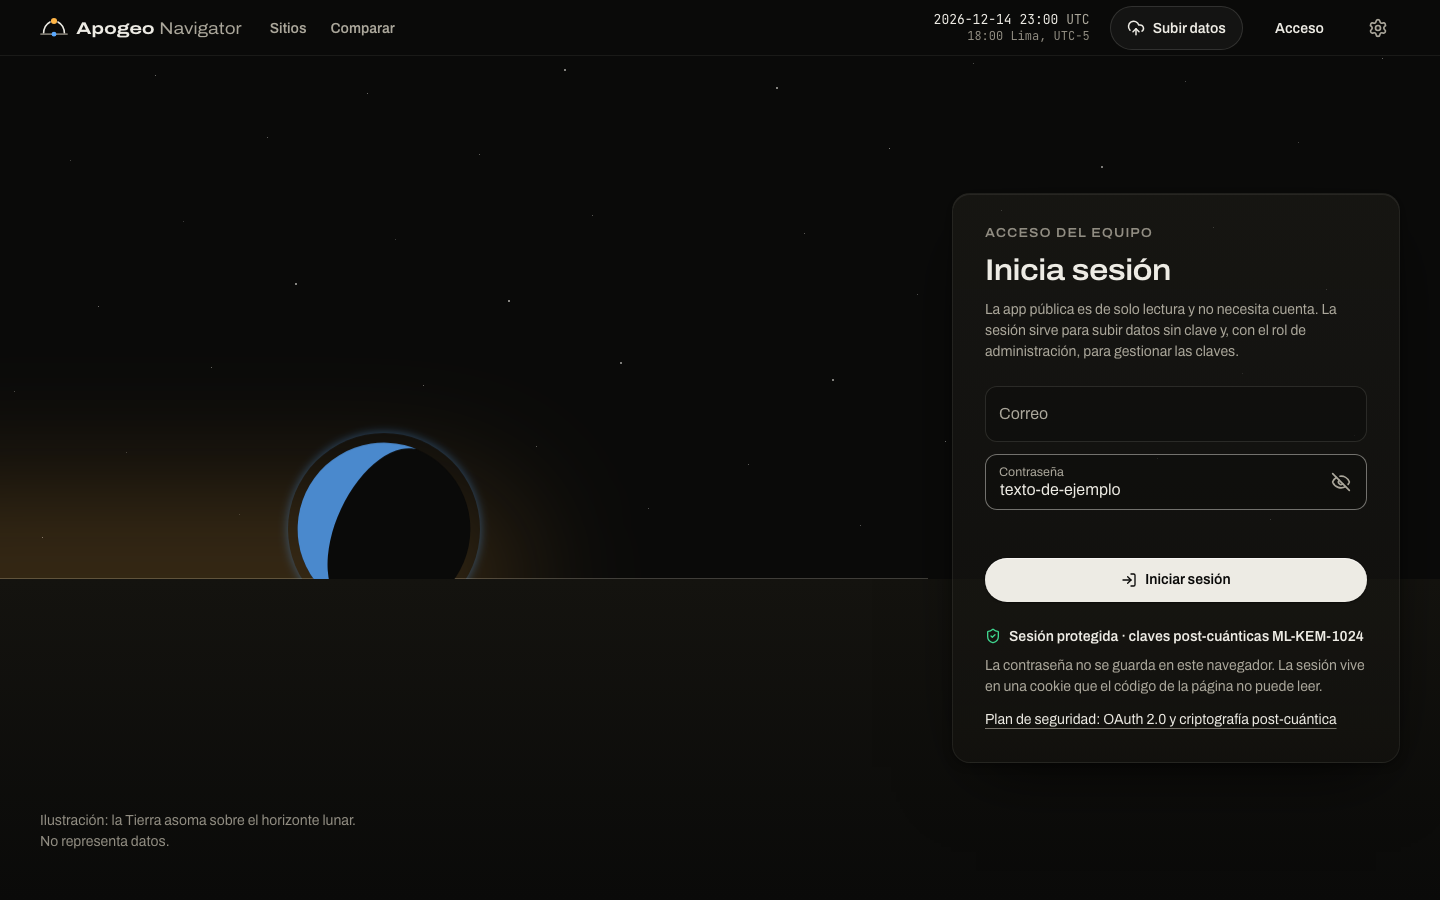 Apogeo Navigator
Sitios
Comparar
2026-12-14 23:00 UTC
18:00 Lima, UTC-5
Subir datos
Acceso
ACCESO DEL EQUIPO
Inicia sesión
La app pública es de solo lectura y no necesita cuenta. La
sesión sirve para subir datos sin clave y, con el rol de
administración, para gestionar las claves.
Correo
Contraseña
texto-de-ejemplo
Iniciar sesión
Sesión protegida · claves post-cuánticas ML-KEM-1024
La contraseña no se guarda en este navegador. La sesión vive
en una cookie que el código de la página no puede leer.
Plan de seguridad: OAuth 2.0 y criptografía post-cuántica
Ilustración: la Tierra asoma sobre el horizonte lunar.
No representa datos.